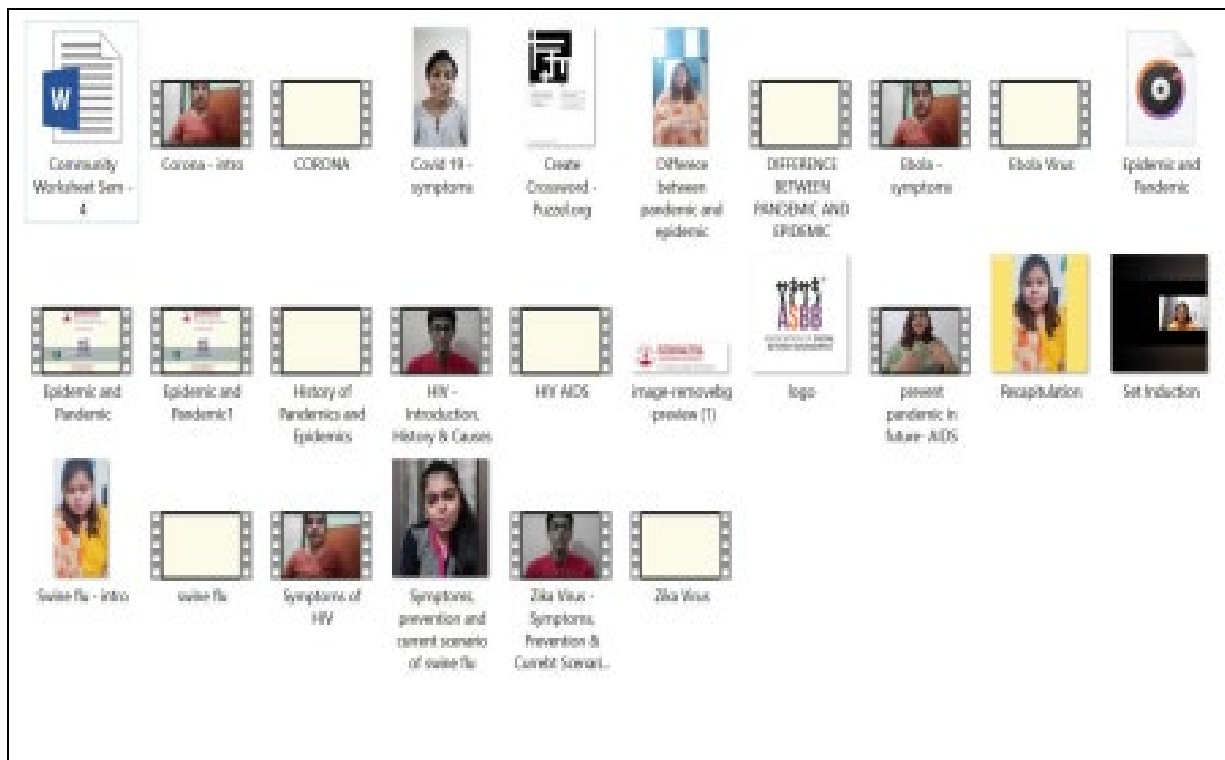 W
Community
Worksheet Sem -
4
Corona - intro
CORONA
Covid 19 -
symptoms
Create
Crossword -
Puzzel.org
Difference
between
pandemic and
epidemic
DIFFERENCE
BETWEEN
PANDEMIC AND
EPIDEMIC
Ebola -
symptoms
Ebola Virus
Epidemic and
Pandemic
Epidemic and
Pandemic
Epidemic and
Pandemic1
History of
Pandemics and
Epidemics
HIV -
Introduction,
History & Causes
HIV AIDS
image-removebg
preview (1)
ASBB
logo
prevent
pandemic in
future- AIDS
Recapitulation
Set Induction
Swine flu - intro
swine flu
Symptoms of
HIV
Symptoms,
prevention and
current scenario
of swine flu
Zika Virus -
Symptoms,
Prevention &
Current Scenari...
Zika Virus